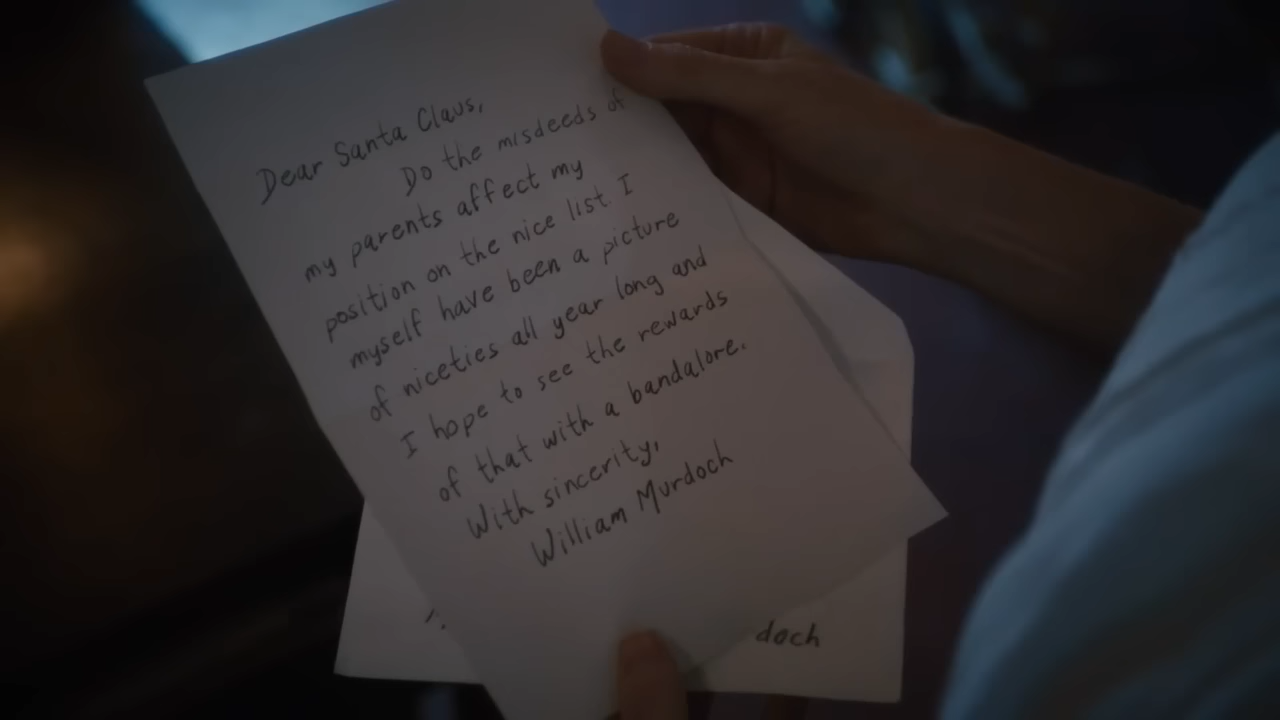 Dear Santa Claus,
Do the misdeeds of
my parents affect my
position on the nice list. I
myself have been a picture
of niceties all year long and
I hope to see the rewards
of that with a bandalore.
With sincerity,
William Murdoch
doch